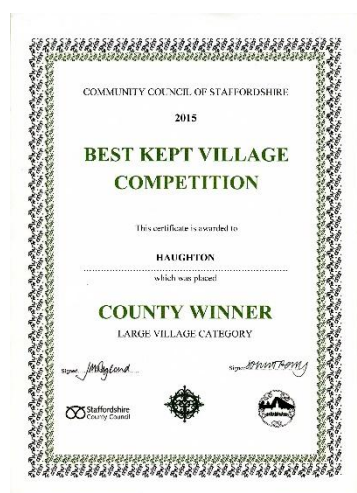 COMMUNITY COUNCIL OF STAFFORDSHIRE
2015
BEST KEPT VILLAGE
COMPETITION
This certificate is awarded to
HAUGHTON
which was placed
COUNTY WINNER
LARGE VILLAGE CATEGORY
Signed
Signed
Staffordshire
County Council